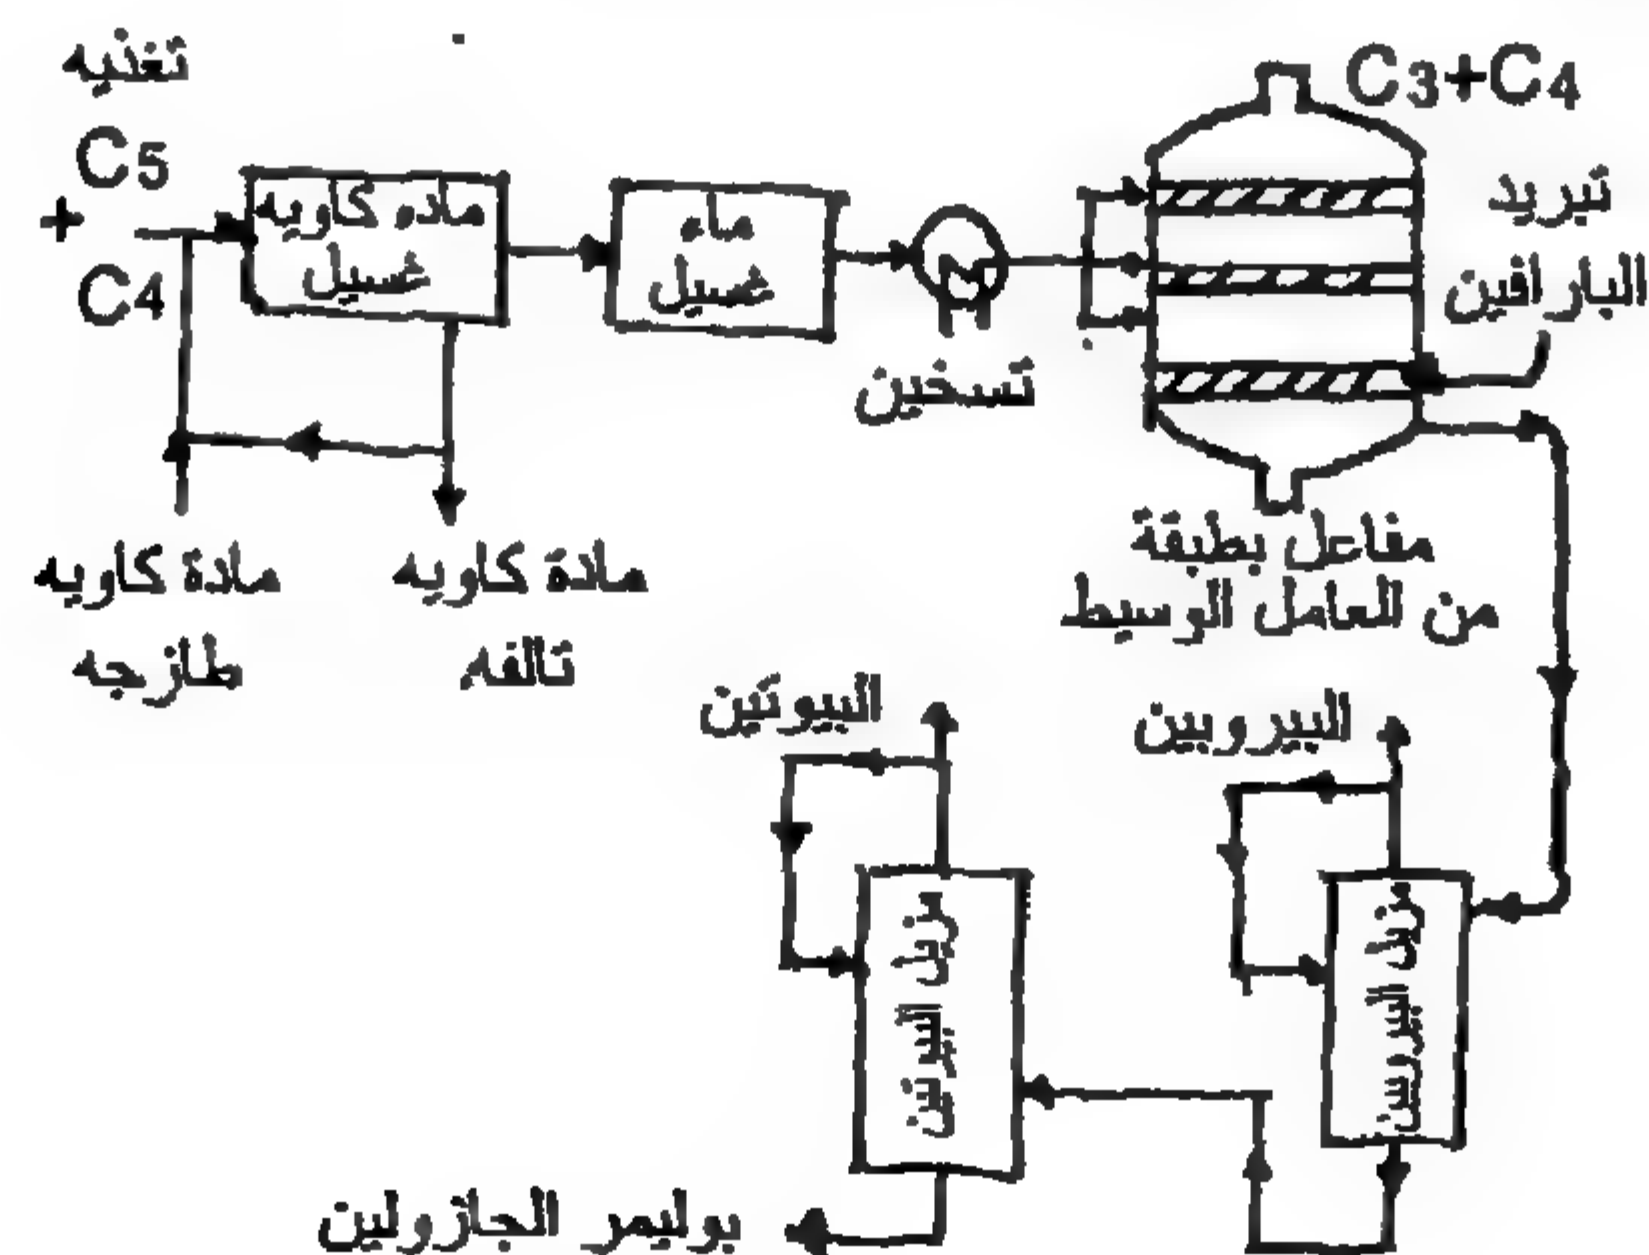 تغذيه
C5
+
C4
ماده كاويه
غسيل
ماء
غسيل
تسخين
C3+C4
تبريد
البارافين
مادة كاويه
طازجه
مادة كاويه
تالفه
مفاعل بطبقة
من العامل الوسيط
البيوتين
البيروبين
مزيل البيوتين
مزيل البيروبين
بوليمر الجازولين